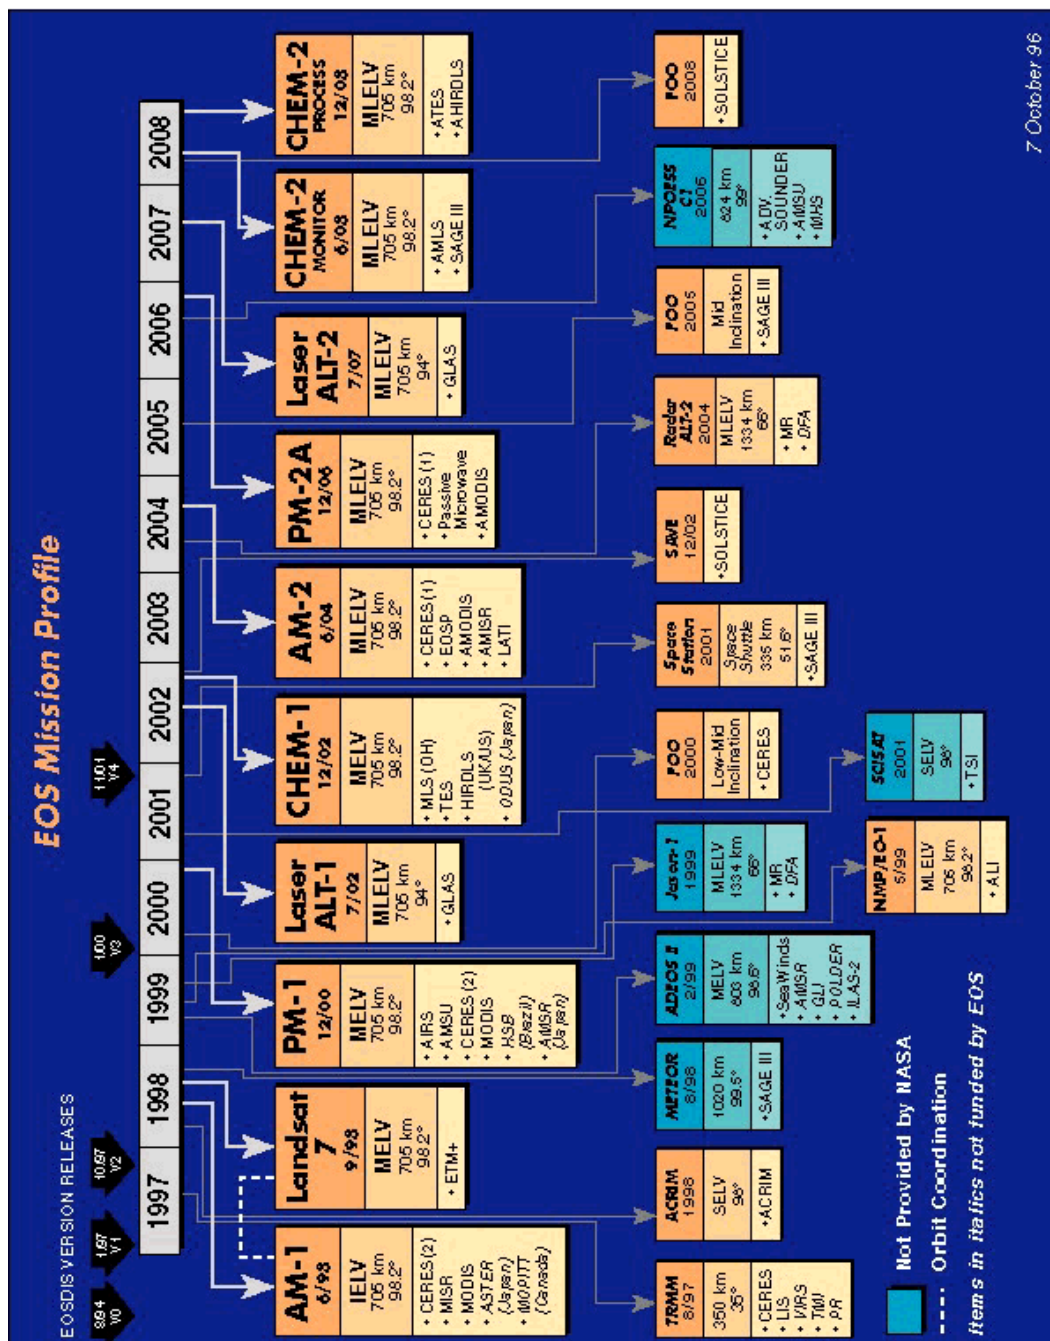 EOS Mission Profile
EOSDIS VERSION RELEASES
9/94
V0
1/97
V1
10/97
V2
1/00
V3
11/01
V4
1997
1998
1999
2000
2001
2002
2003
2004
2005
2006
2007
2008
AM-1
6/98
IELV
705 km
98.2°
+ CERES (2)
+ MISR
+ MODIS
+ ASTER
(Japan)
+ MOPITT
(Canada)
Landsat
7
9/98
MELV
705 km
98.2°
+ ETM+
PM-1
12/00
MELV
705 km
98.2°
+ AIRS
+ AMSU
+ CERES (2)
+ MODIS
+ HSB
(Brazil)
+ AMSR
(Japan)
Laser
ALT-1
7/02
MLELV
705 km
94°
+ GLAS
CHEM-1
12/02
MELV
705 km
98.2°
+ MLS (OH)
+ TES
+ HIRDLS
(UK/US)
+ ODUS (Japan)
AM-2
6/04
MLELV
705 km
98.2°
+ CERES (1)
+ EOSP
+ AMODIS
+ AMISR
+ LATI
PM-2A
12/06
MLELV
705 km
98.2°
+ CERES (1)
+ Passive
Microwave
+ AMODIS
Laser
ALT-2
7/07
MLELV
705 km
94°
+ GLAS
CHEM-2
MONITOR
6/08
MLELV
705 km
98.2°
+ AMLS
+ SAGE III
CHEM-2
PROCESS
12/08
MLELV
705 km
98.2°
+ ATES
+ AHIRDLS
TRMM
8/97
350 km
35°
+ CERES
+ LIS
+ VIRS
+ TMI
+ PR
ACRIM
1998
SELV
98°
+ACRIM
METEOR
8/98
1020 km
99.5°
+SAGE III
ADEOS II
2/99
MELV
803 km
98.6°
+SeaWinds
+ AMSR
+ GLI
+ POLDER
+ ILAS-2
Jason-1
1999
MLELV
1334 km
66°
+ MR
+ DFA
FOO
2000
Low-Mid
Inclination
+ CERES
Space
Station
2001
Space
Shuttle
335 km
51.6°
+SAGE III
SAVE
12/02
+SOLSTICE
Radar
ALT-2
2004
MLELV
1334 km
66°
+ MR
+ DFA
FOO
2005
Mid
Inclination
+ SAGE III
NPOESS
C1
2006
824 km
99°
+ ADV.
SOUNDER
+ AMSU
+ IMHS
FOO
2008
+SOLSTICE
NMP/EO-1
5/99
MLELV
705 km
98.2°
+ ALI
SCISAT
2001
SELV
98°
+TSI
Not Provided by NASA
Orbit Coordination
items in italics not funded by EOS
7 October 96